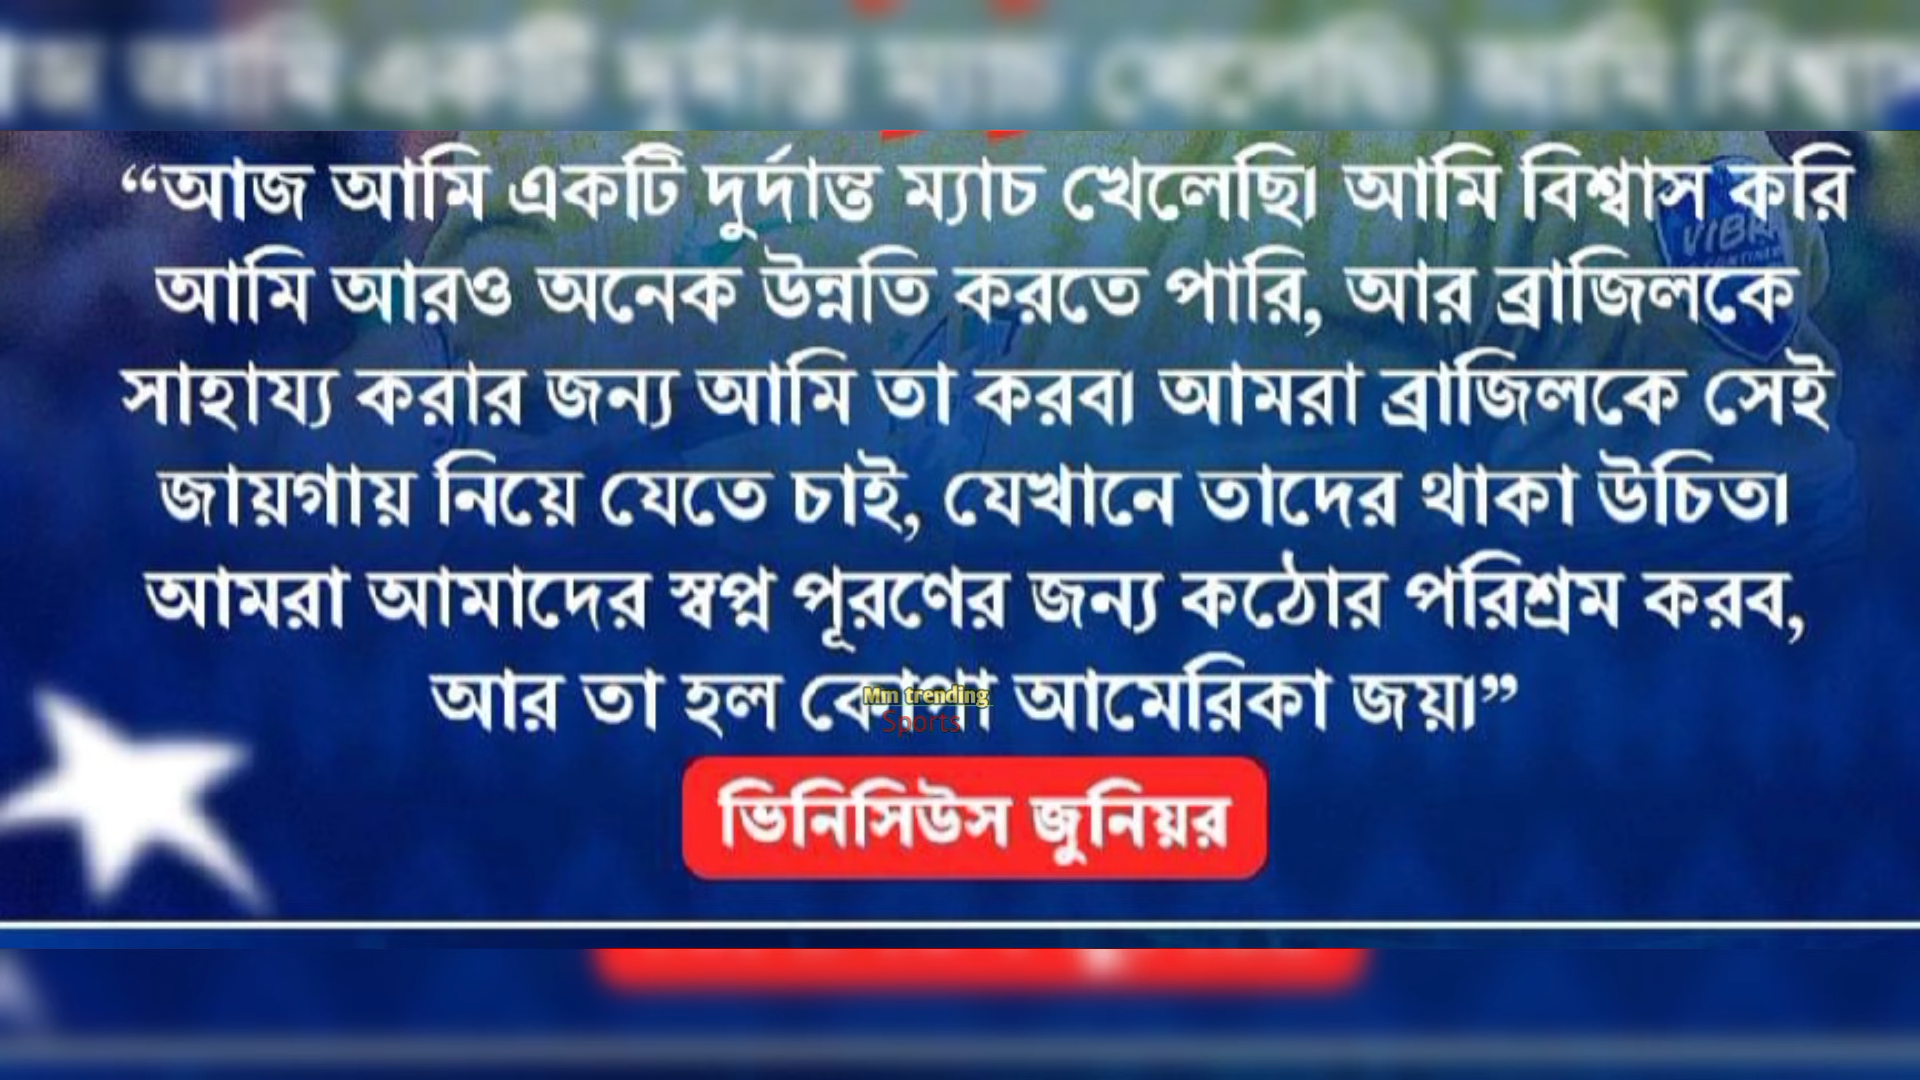 “আজ আমি একটি দুর্দান্ত ম্যাচ খেলেছি। আমি বিশ্বাস করি
আমি আরও অনেক উন্নতি করতে পারি, আর ব্রাজিলকে
সাহায্য করার জন্য আমি তা করব। আমরা ব্রাজিলকে সেই
জায়গায় নিয়ে যেতে চাই, যেখানে তাদের থাকা উচিত।
আমরা আমাদের স্বপ্ন পূরণের জন্য কঠোর পরিশ্রম করব,
আর তা হল কোপা আমেরিকা জয়।”
Mm trending
Sports
ভিনিসিউস জুনিয়র